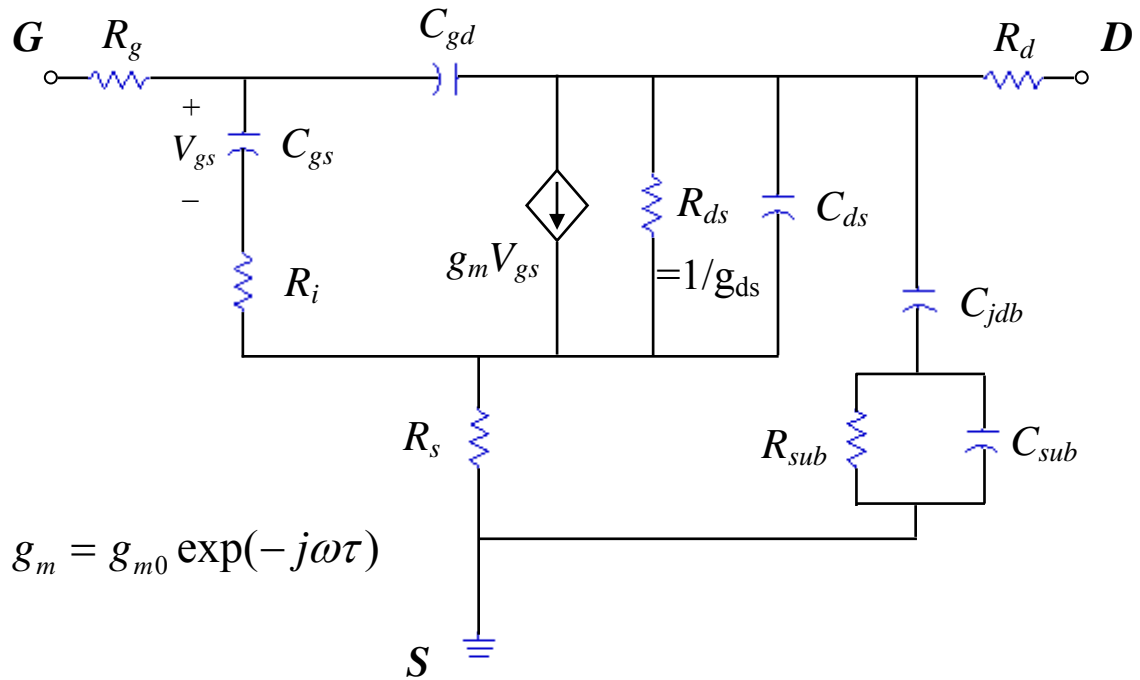 G
R_g
C_gd
R_d
D
+
V_gs
−
C_gs
R_i
g_mV_gs
R_ds
=1/g_ds
C_ds
C_jdb
R_s
R_sub
C_sub
g_m = g_m0 exp(−jωτ)
S